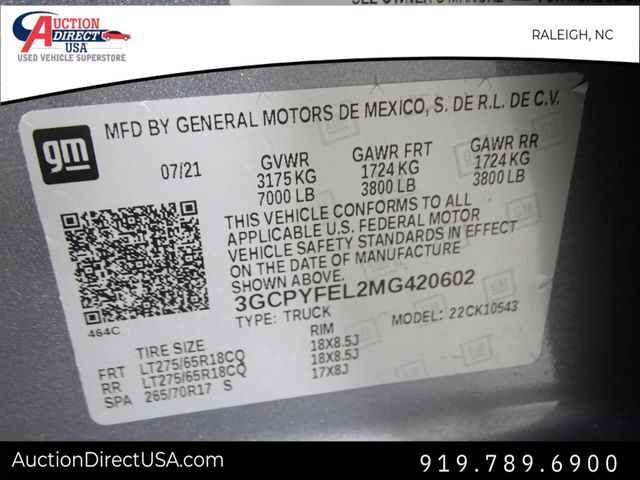 SEE OWNER'S MANUAL
AUCTION
DIRECT
USA
USED VEHICLE SUPERSTORE
RALEIGH, NC
gm
MFD BY GENERAL MOTORS DE MEXICO, S. DE R.L. DE C.V.
07/21
GVWR
3175 KG
7000 LB
GAWR FRT
1724 KG
3800 LB
GAWR RR
1724 KG
3800 LB
THIS VEHICLE CONFORMS TO ALL
APPLICABLE U.S. FEDERAL MOTOR
VEHICLE SAFETY STANDARDS IN EFFECT
ON THE DATE OF MANUFACTURE
SHOWN ABOVE.
3GCPYFEL2MG420602
464C
TYPE: TRUCK
MODEL: 22CK10543
TIRE SIZE RIM
FRT LT275/65R18CQ 18X8.5J
RR LT275/65R18CQ 18X8.5J
SPA 265/70R17 S 17X8J
AuctionDirectUSA.com
919.789.6900